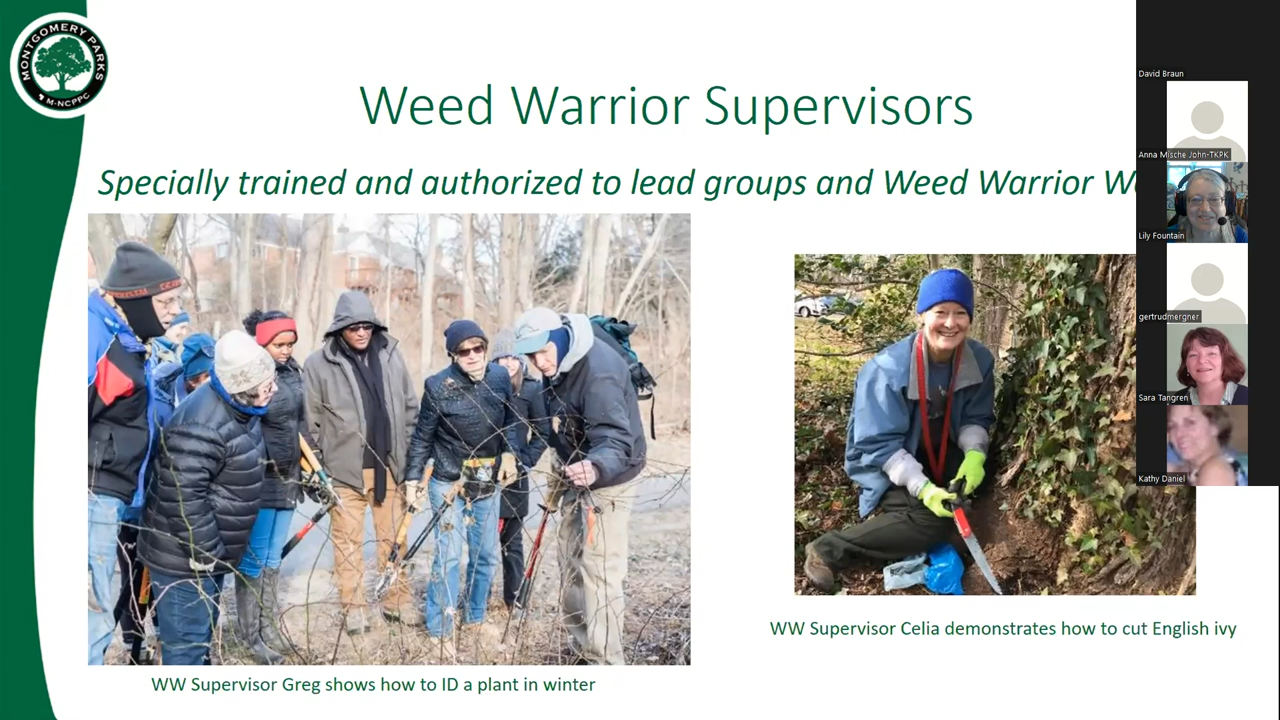 MONTGOMERY PARKS
M-NCPPC
Weed Warrior Supervisors
Specially trained and authorized to lead groups and Weed Warrior
WW Supervisor Greg shows how to ID a plant in winter
WW Supervisor Celia demonstrates how to cut English ivy
David Braun
Anna Mische John-TKPK
Lily Fountain
gertrudmergner
Sara Tangren
Kathy Daniel